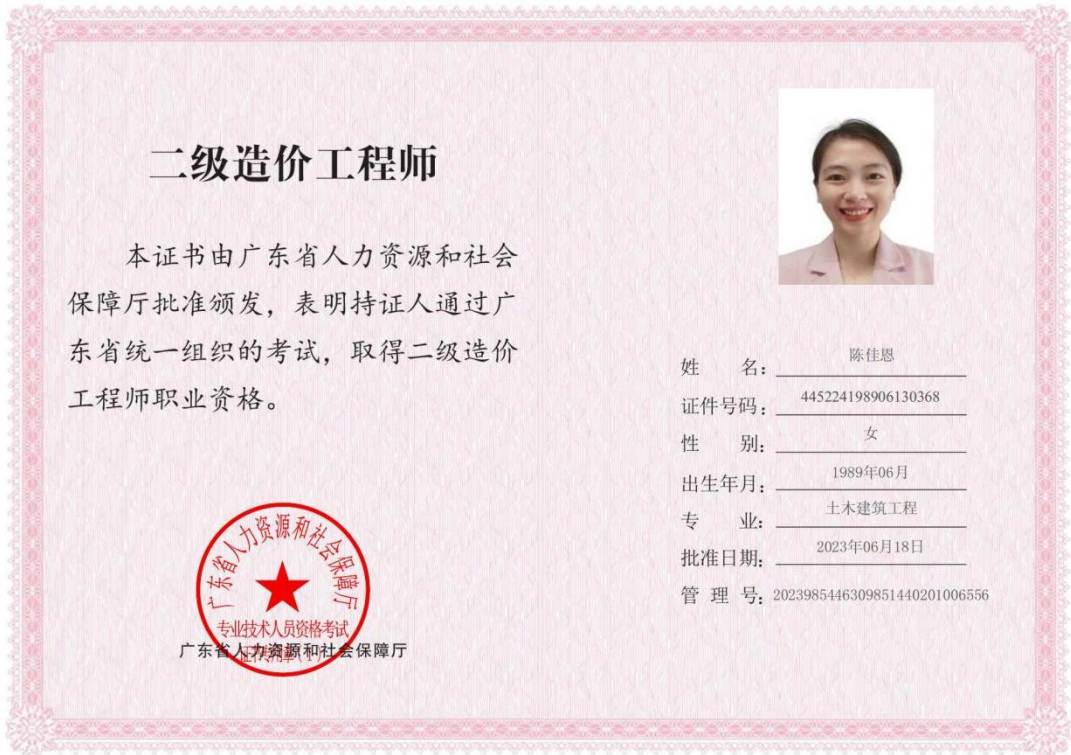 二级造价工程师
本证书由广东省人力资源和社会
保障厅批准颁发，表明持证人通过广
东省统一组织的考试，取得二级造价
工程师职业资格。
姓 名：陈佳恩
证件号码：445224198906130368
性 别：女
出生年月：1989年06月
专 业：土木建筑工程
批准日期：2023年06月18日
管 理 号：20239854463098514402010065​56
广东省人力资源和社会保障厅
专业技术人员资格考试
证书专用章（1）
广东省人力资源和社会保障厅